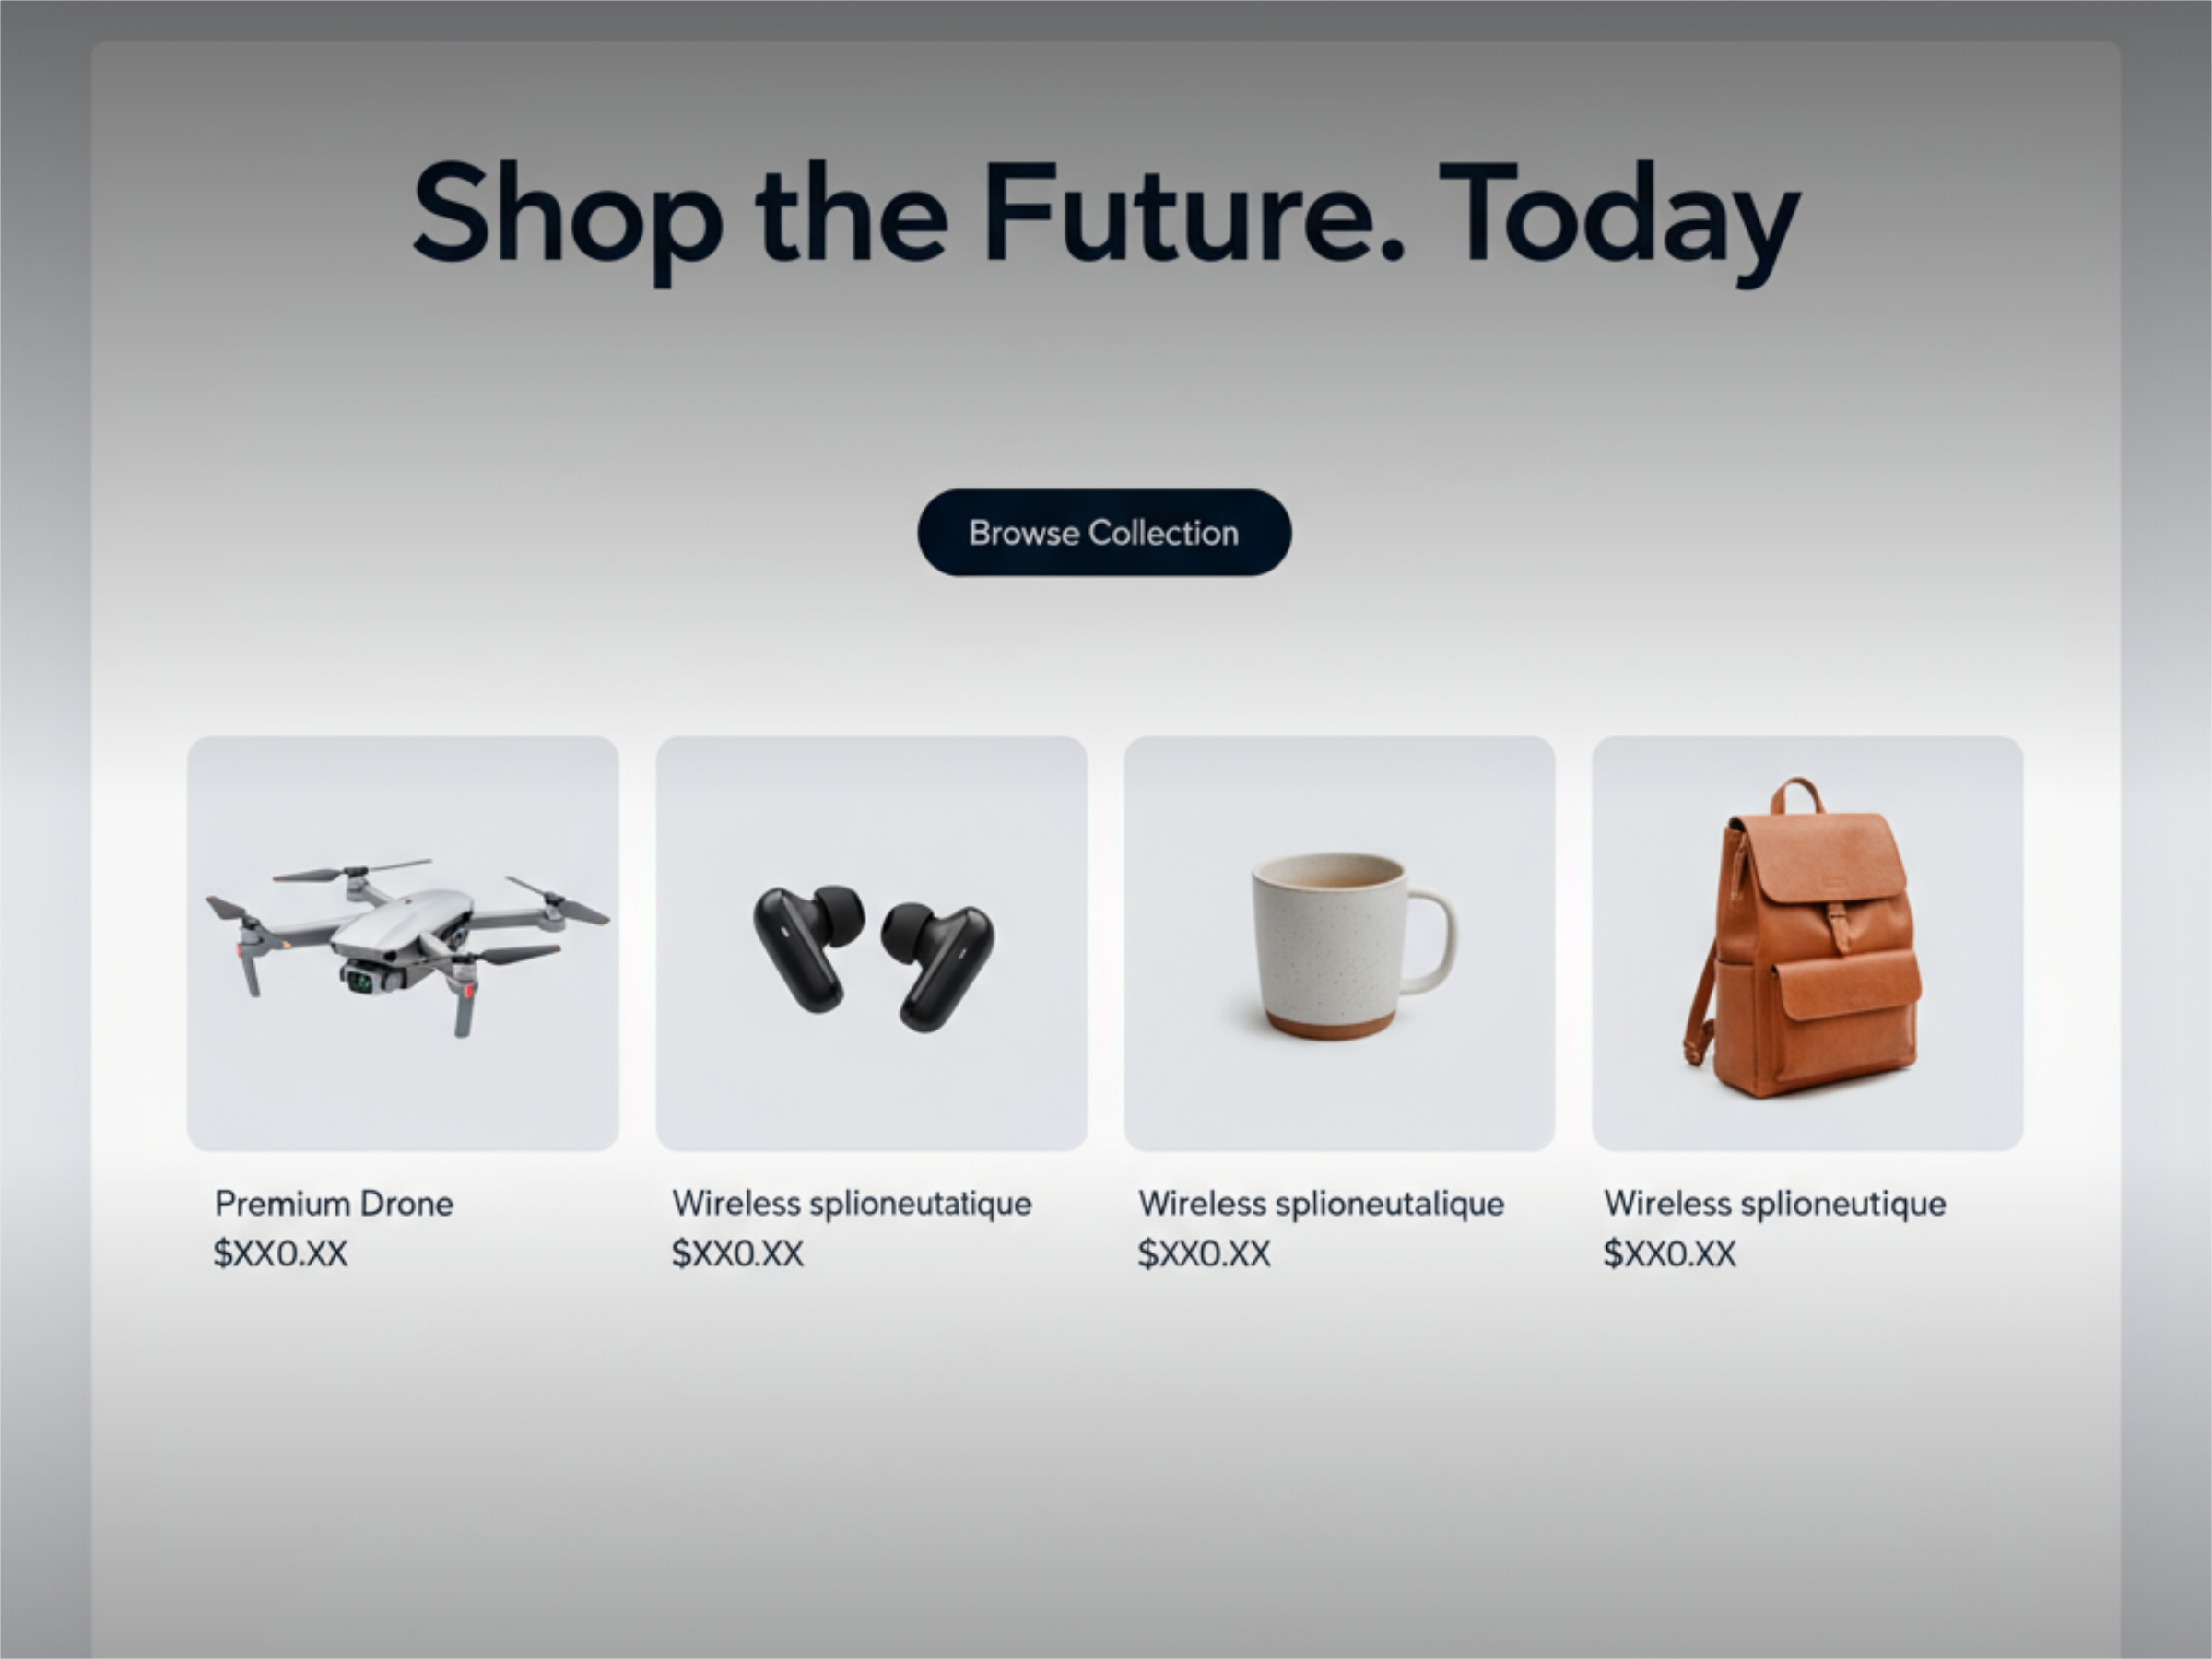 Shop the Future. Today
Browse Collection
Premium Drone
$XX0.XX
Wireless splioneutatique
$XX0.XX
Wireless splioneutalique
$XX0.XX
Wireless splioneutique
$XX0.XX